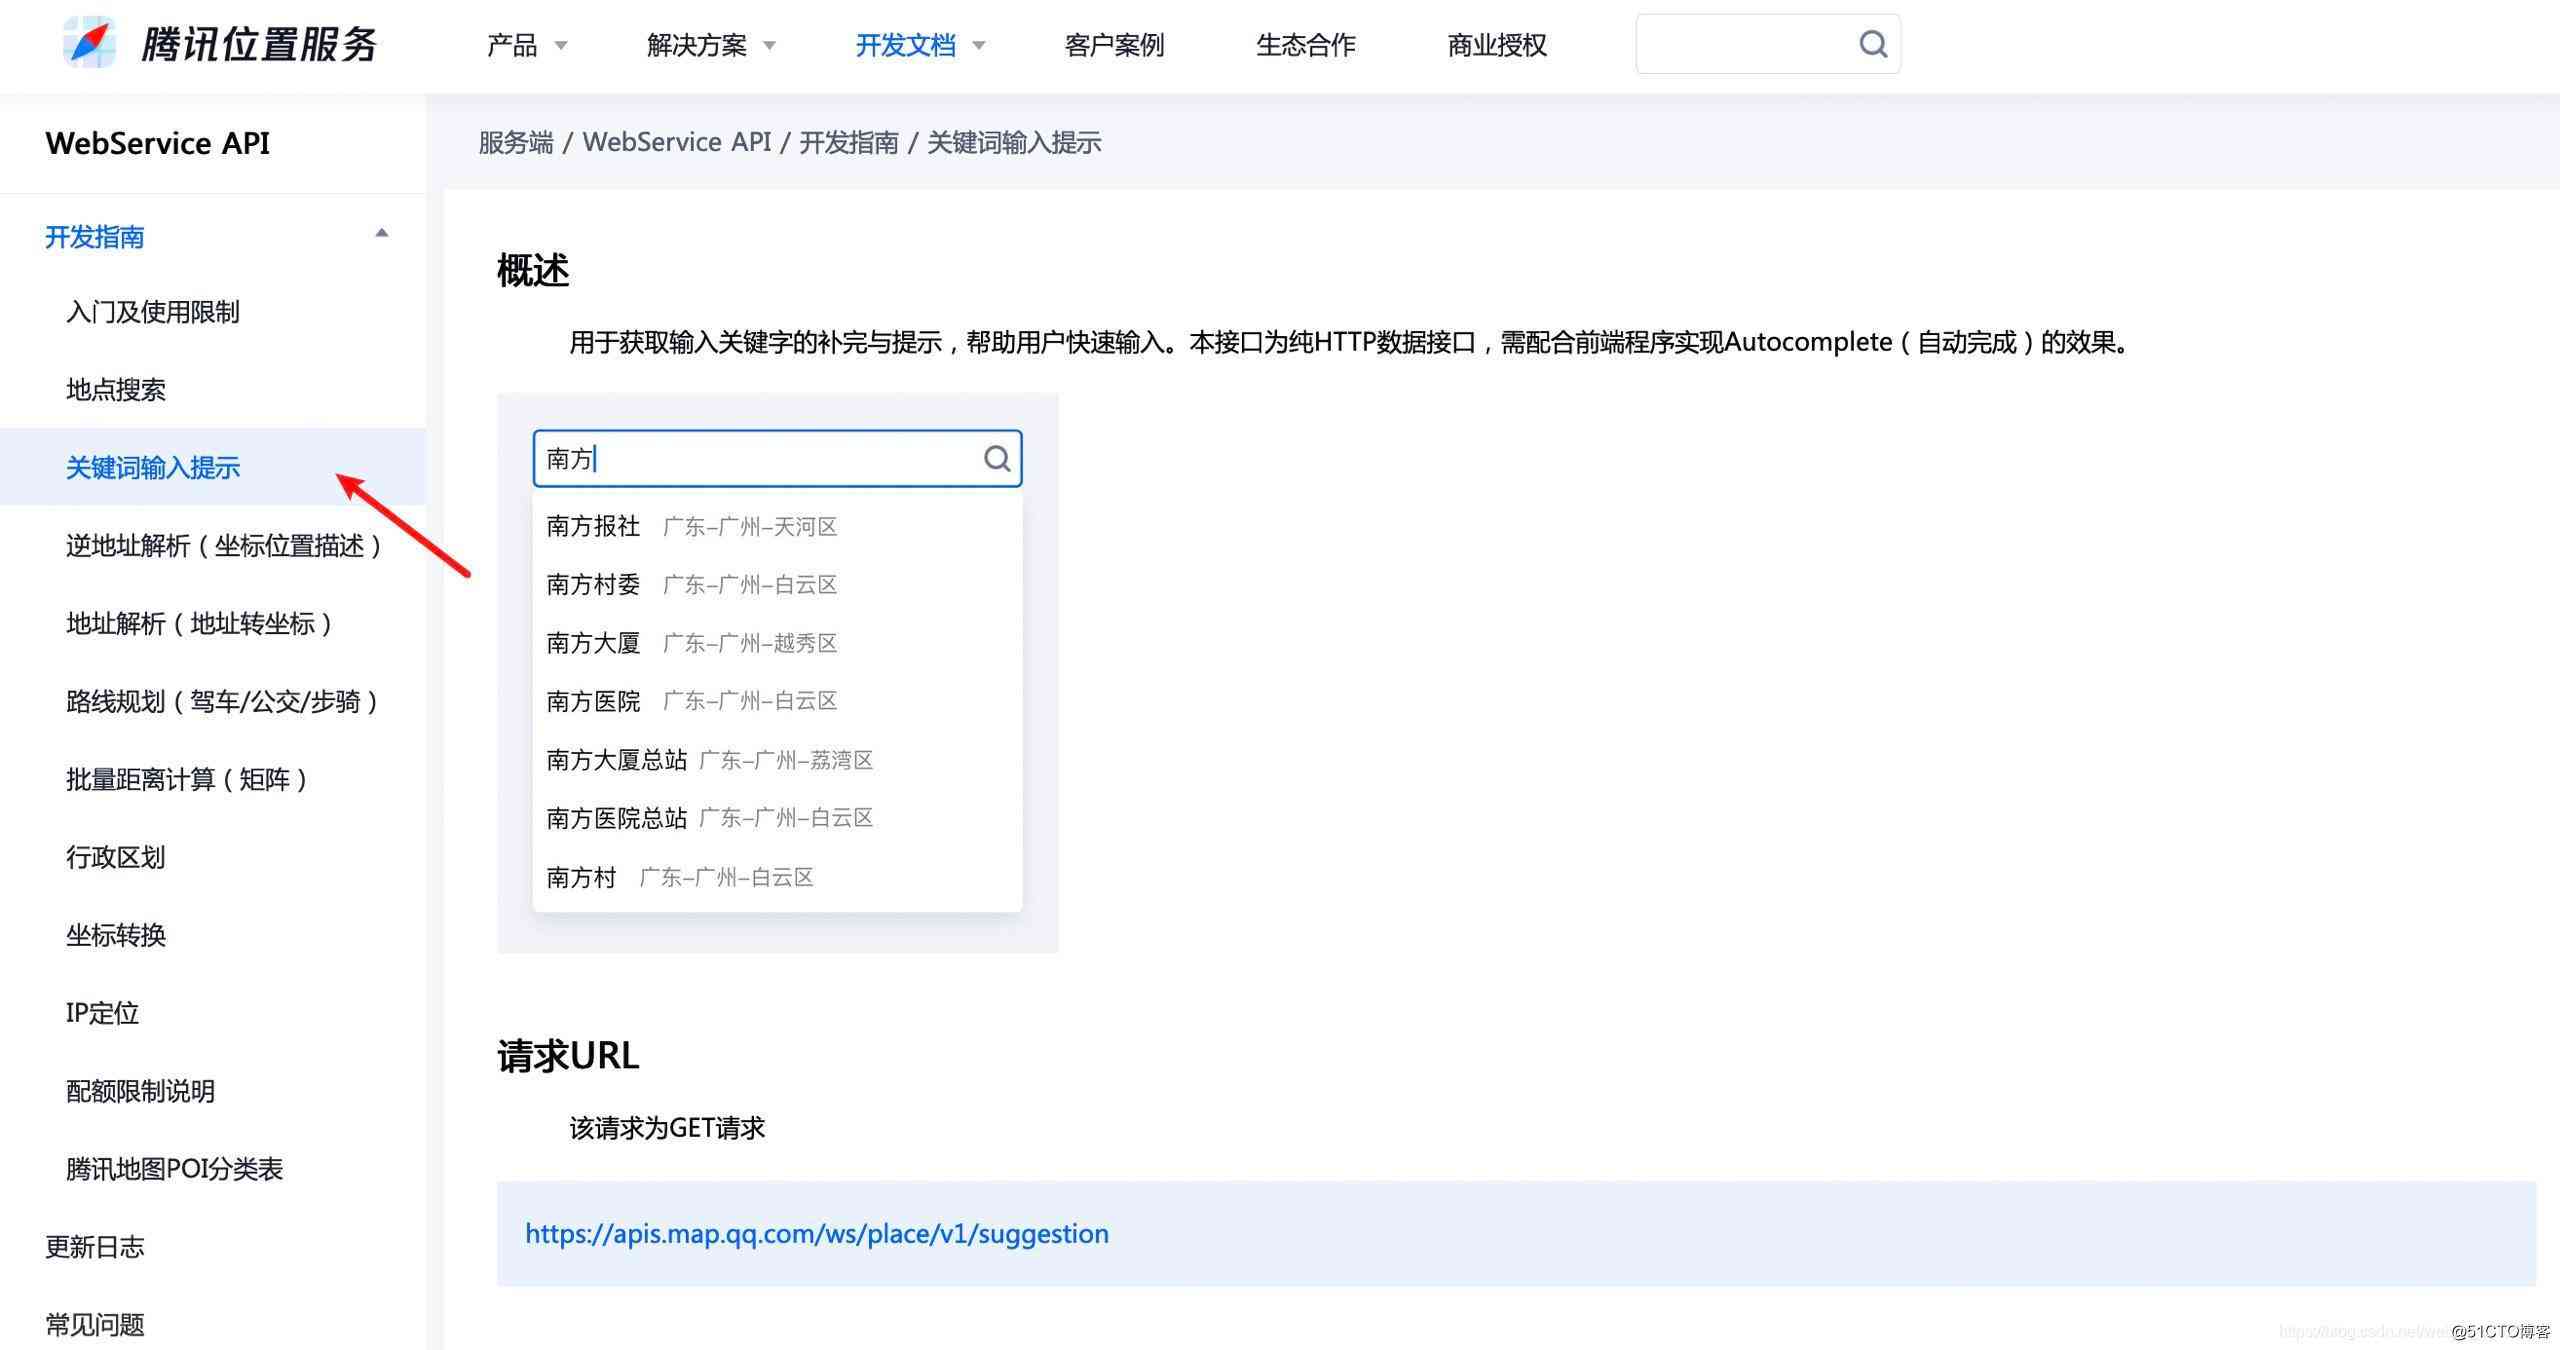 腾讯位置服务
产品
解决方案
开发文档
客户案例
生态合作
商业授权
WebService API
开发指南
入门及使用限制
地点搜索
关键词输入提示
逆地址解析（坐标位置描述）
地址解析（地址转坐标）
路线规划（驾车/公交/步骑）
批量距离计算（矩阵）
行政区划
坐标转换
IP定位
配额限制说明
腾讯地图POI分类表
更新日志
常见问题
服务端 / WebService API / 开发指南 / 关键词输入提示
概述
用于获取输入关键字的补完与提示，帮助用户快速输入。本接口为纯HTTP数据接口，需配合前端程序实现Autocomplete（自动完成）的效果。
南方
南方报社 广东–广州–天河区
南方村委 广东–广州–白云区
南方大厦 广东–广州–越秀区
南方医院 广东–广州–白云区
南方大厦总站 广东–广州–荔湾区
南方医院总站 广东–广州–白云区
南方村 广东–广州–白云区
请求URL
该请求为GET请求
https://apis.map.qq.com/ws/place/v1/suggestion
@51CTO博客